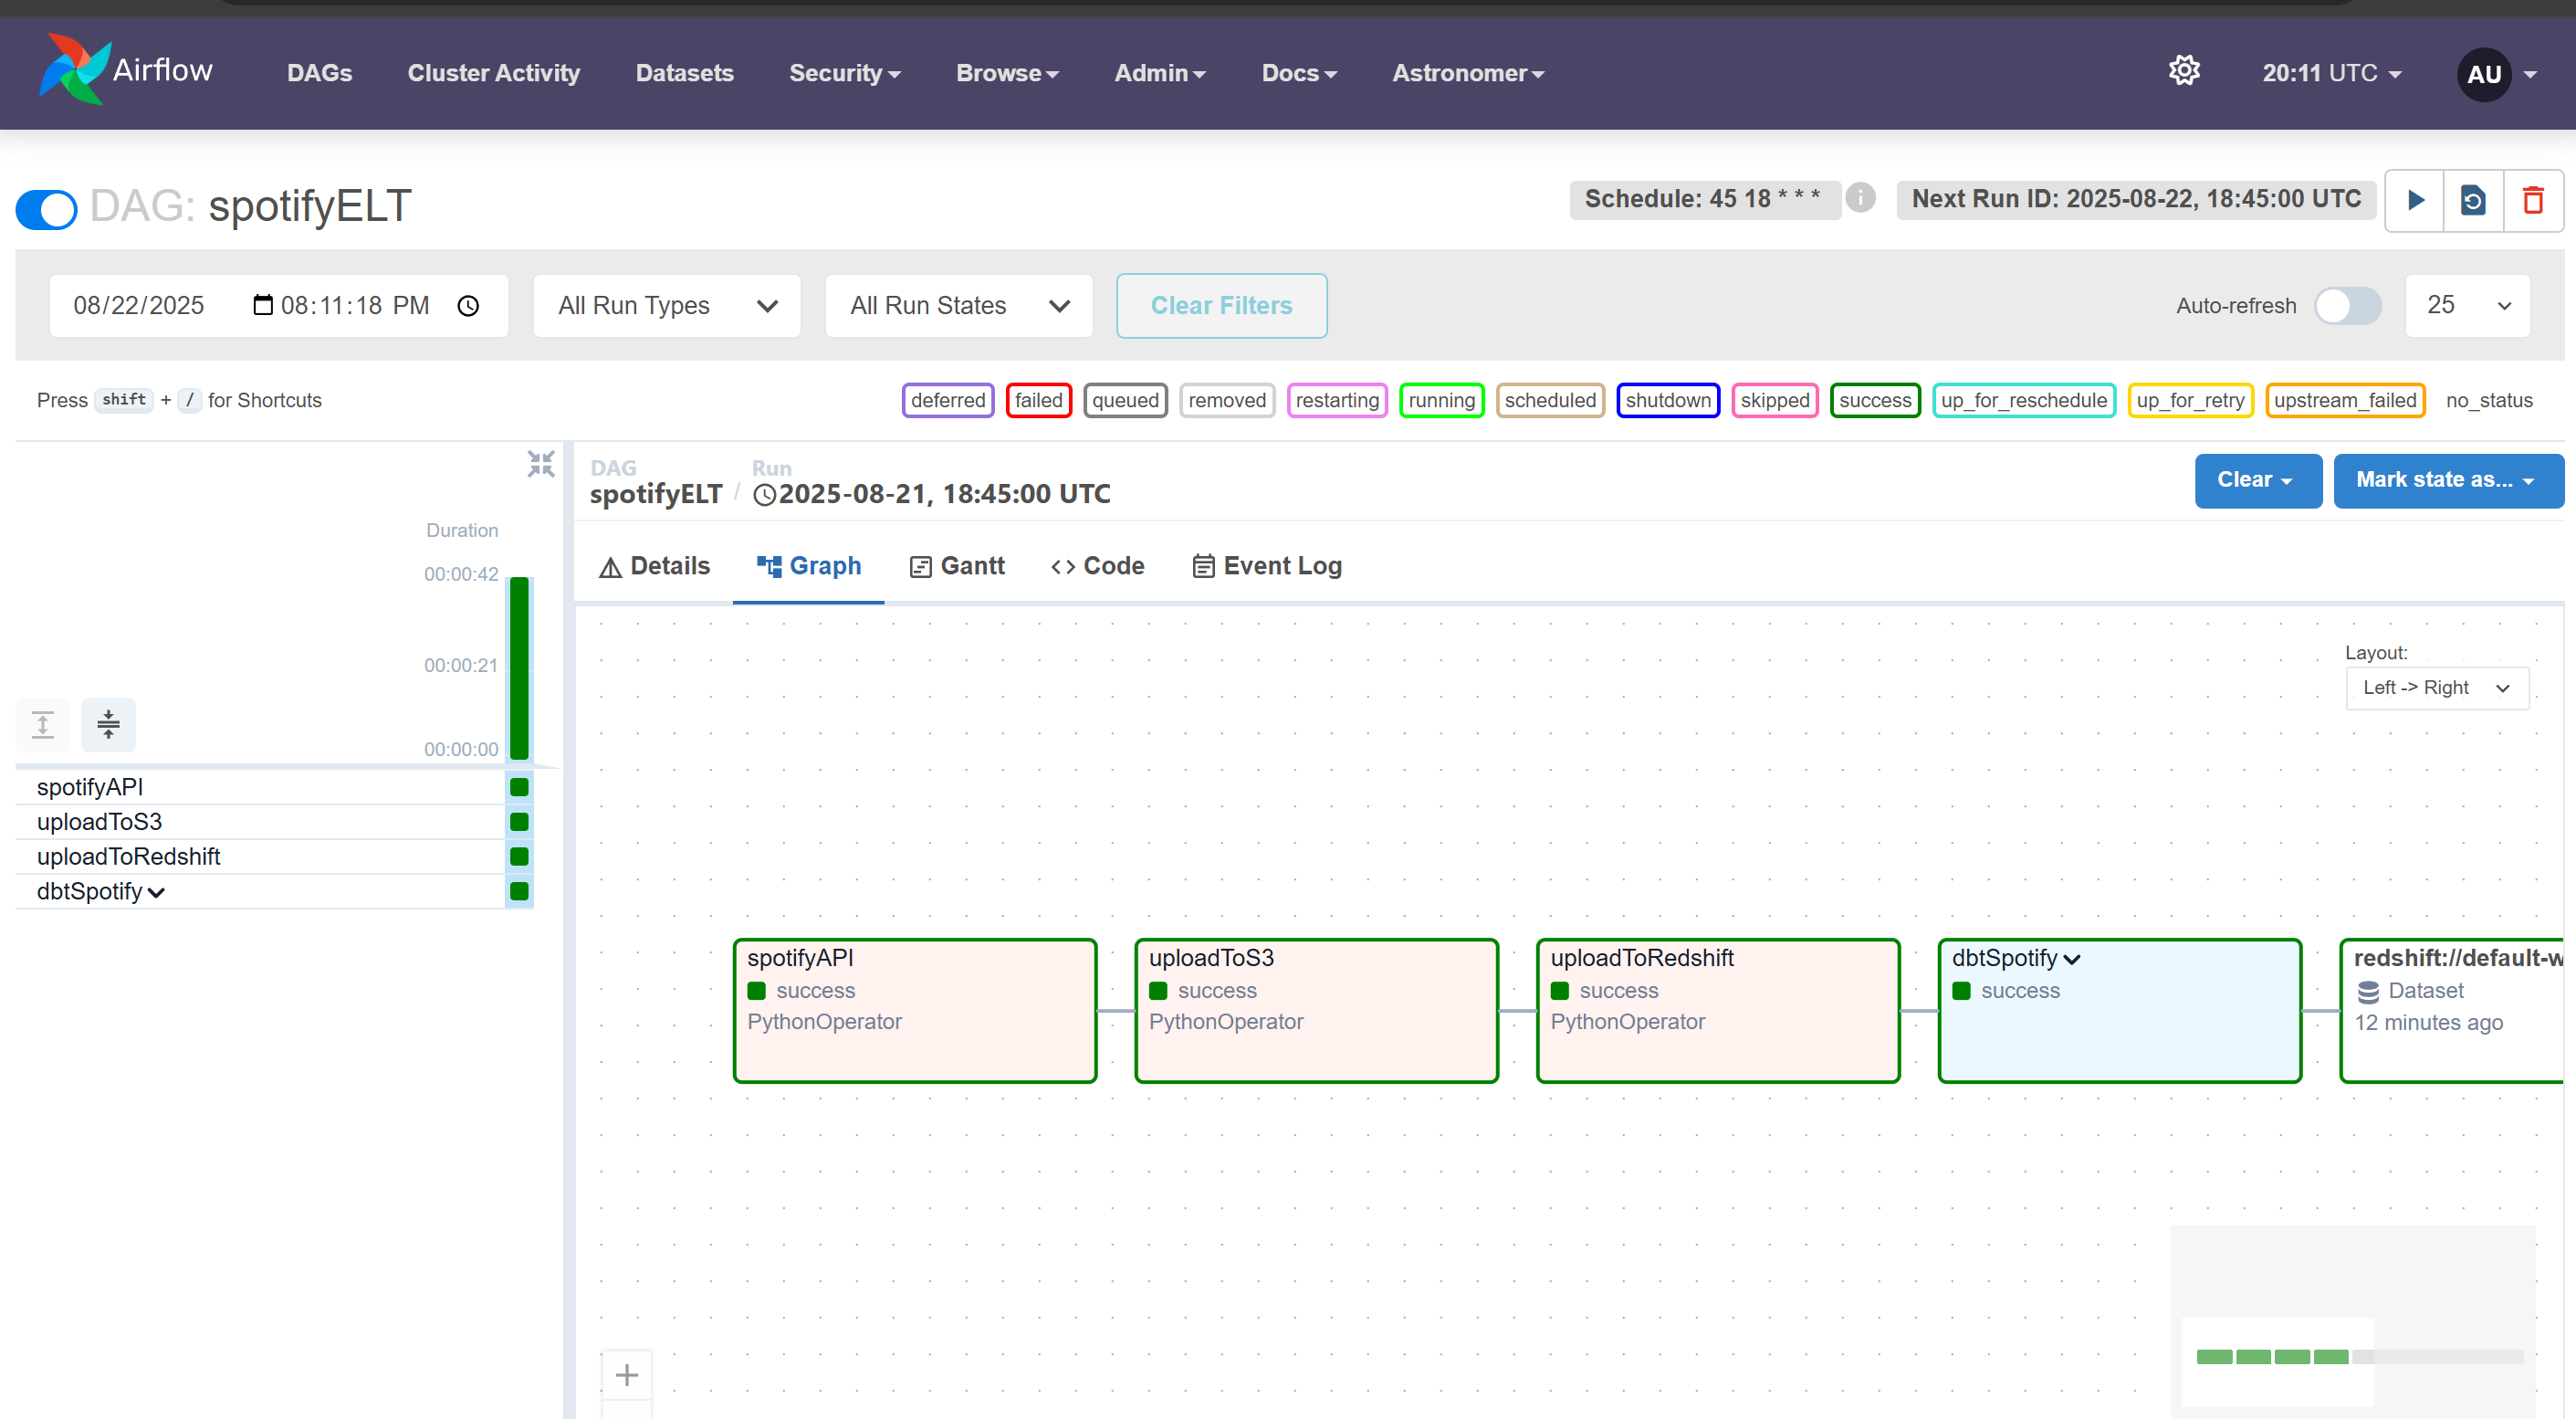 Airflow DAGs Cluster Activity Datasets Security Browse Admin Docs Astronomer 20:11 UTC AU
DAG: spotifyELT Schedule: 45 18 * * * Next Run ID: 2025-08-22, 18:45:00 UTC
08/22/2025 08:11:18 PM All Run Types All Run States Clear Filters Auto-refresh 25
Press shift + / for Shortcuts deferred failed queued removed restarting running scheduled shutdown skipped success up_for_reschedule up_for_retry upstream_failed no_status
DAG Run
spotifyELT / 2025-08-21, 18:45:00 UTC
Clear Mark state as...
Details Graph Gantt Code Event Log
Duration
00:00:42
00:00:21
00:00:00
spotifyAPI
uploadToS3
uploadToRedshift
dbtSpotify
Layout:
Left -> Right
spotifyAPI
success
PythonOperator
uploadToS3
success
PythonOperator
uploadToRedshift
success
PythonOperator
dbtSpotify
success
redshift://default-w
Dataset
12 minutes ago